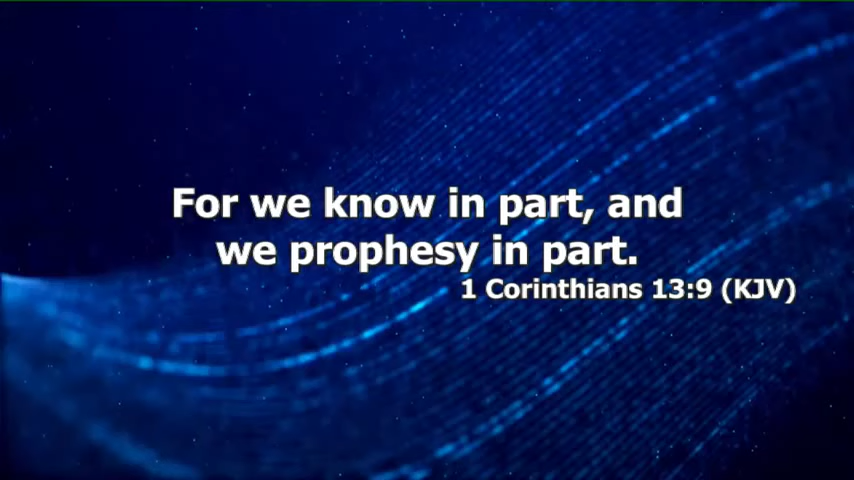 For we know in part, and
we prophesy in part.
1 Corinthians 13:9 (KJV)